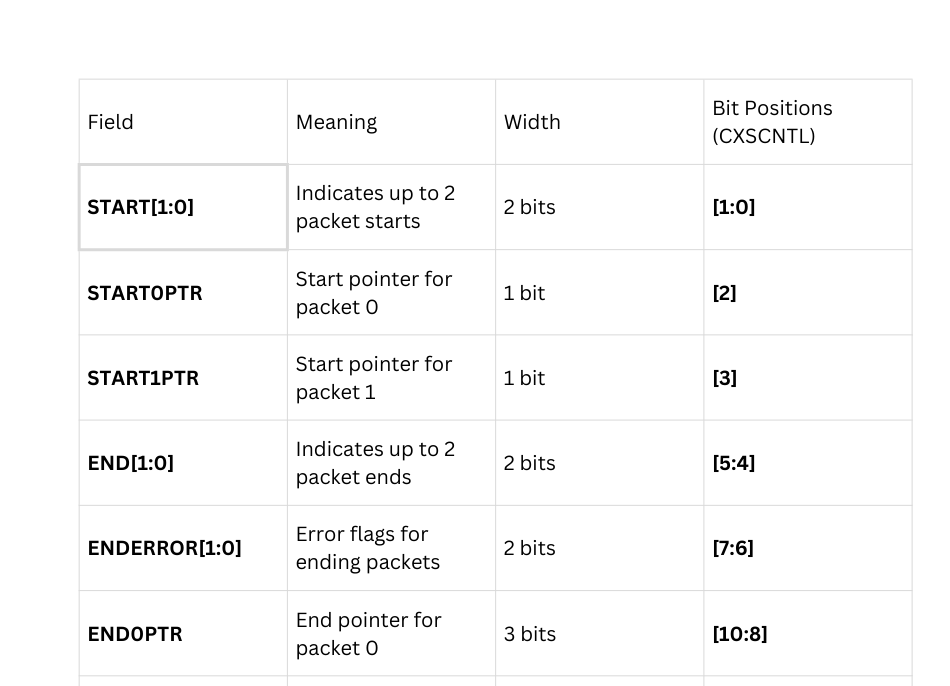 Field Meaning Width Bit Positions
(CXSCNTL)
START[1:0] Indicates up to 2
packet starts 2 bits [1:0]
START0PTR Start pointer for
packet 0 1 bit [2]
START1PTR Start pointer for
packet 1 1 bit [3]
END[1:0] Indicates up to 2
packet ends 2 bits [5:4]
ENDERROR[1:0] Error flags for
ending packets 2 bits [7:6]
END0PTR End pointer for
packet 0 3 bits [10:8]